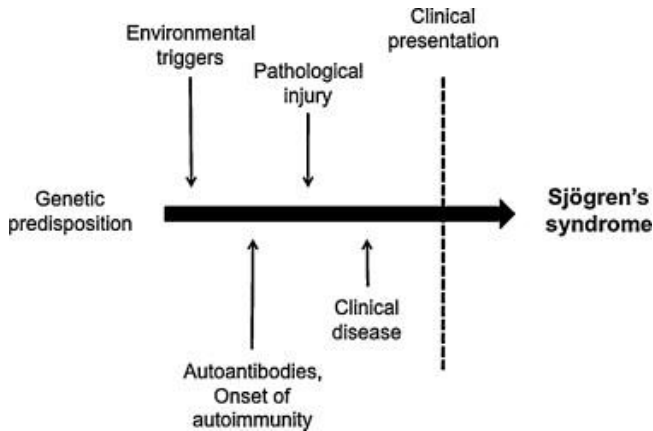 Environmental
triggers
Pathological
injury
Clinical
presentation
Genetic
predisposition
Sjögren's
syndrome
Clinical
disease
Autoantibodies,
Onset of
autoimmunity